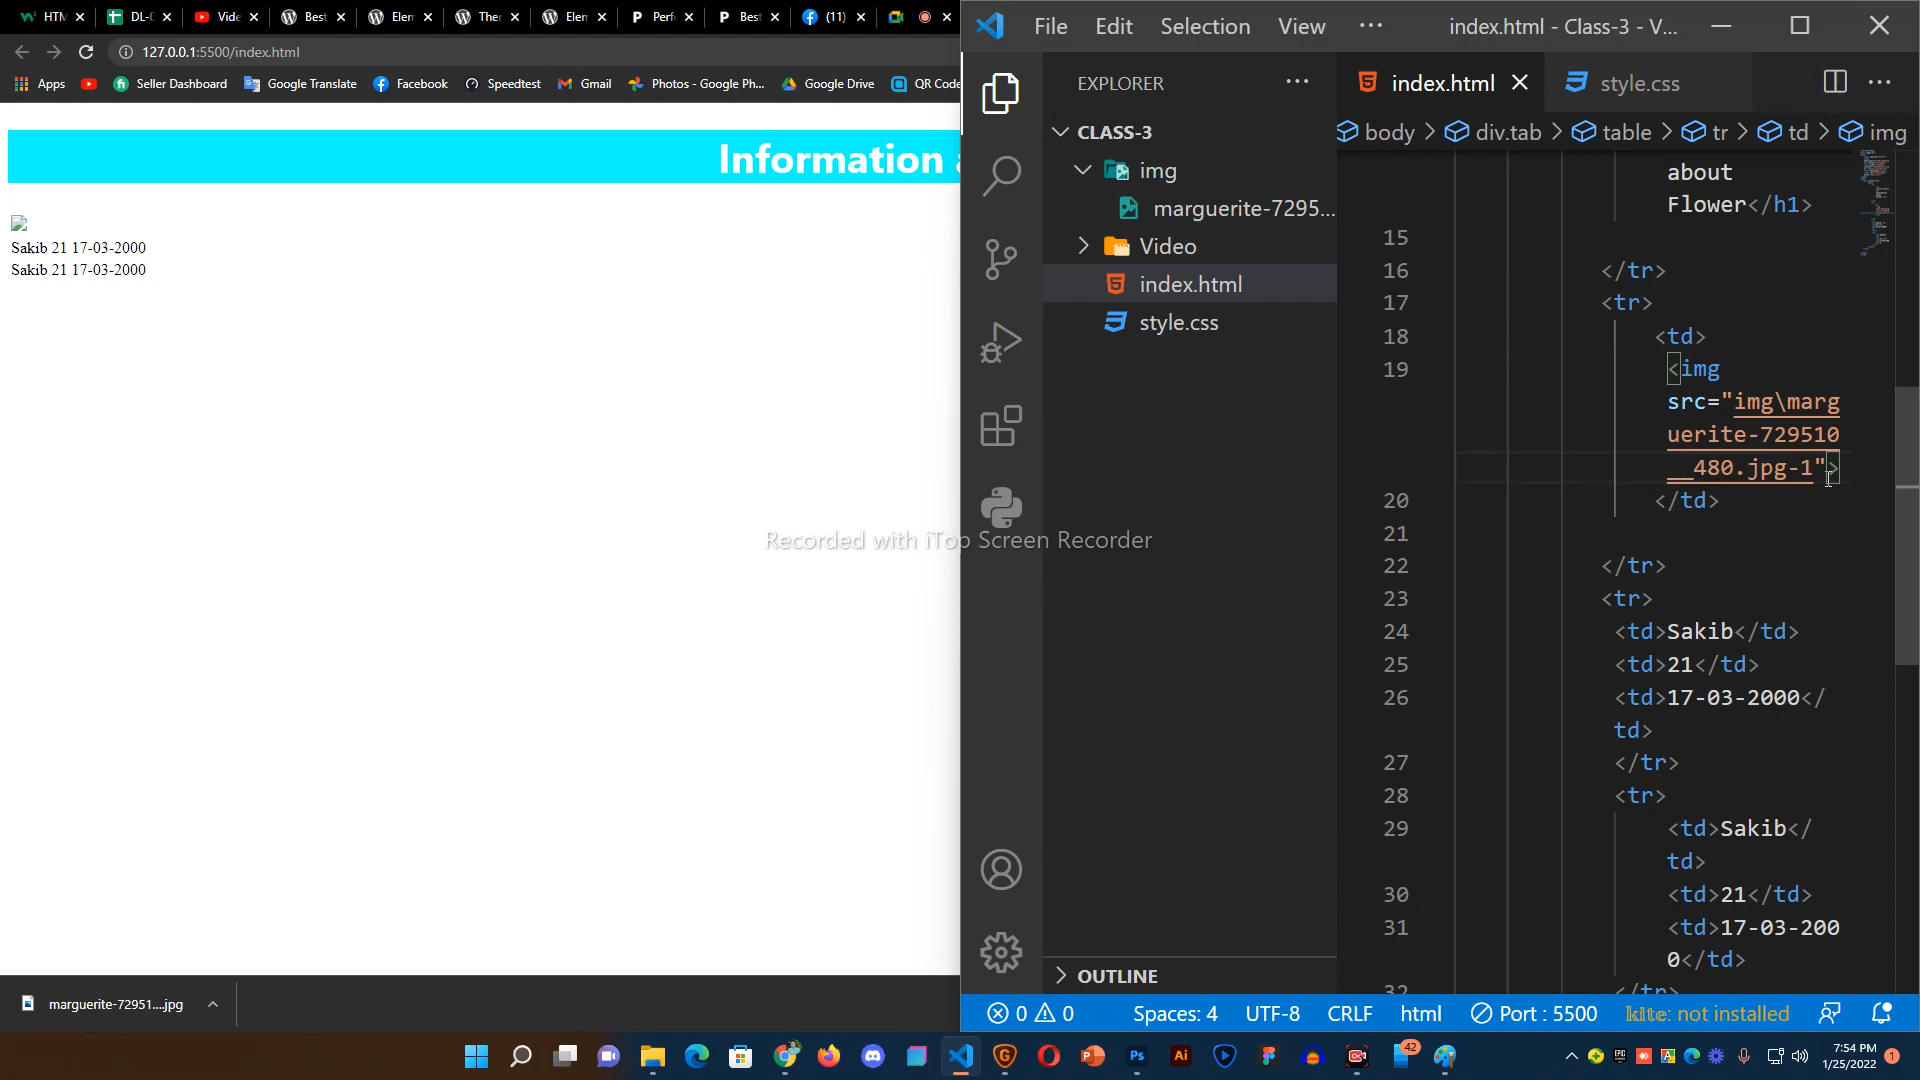 HTM
DL-(
Vide
Best
Elem
Ther
Elem
Perf
Best
(11)
File Edit Selection View ···
index.html - Class-3 - V...
127.0.0.1:5500/index.html
Apps
Seller Dashboard
Google Translate
Facebook
Speedtest
Gmail
Photos - Google Ph...
Google Drive
QR Code
EXPLORER
index.html
style.css
CLASS-3
body > div.tab > table > tr > td > img
img
marguerite-7295...
Video
index.html
style.css
OUTLINE
Information a
Sakib 21 17-03-2000
Sakib 21 17-03-2000
about
Flower</h1>
15
16 </tr>
17 <tr>
18 <td>
19 <img
src="img\marg
uerite-729510
__480.jpg-1">
20 </td>
21
22 </tr>
23 <tr>
24 <td>Sakib</td>
25 <td>21</td>
26 <td>17-03-2000</
td>
27 </tr>
28 <tr>
29 <td>Sakib</
td>
30 <td>21</td>
31 <td>17-03-200
0</td>
32 </tr>
Recorded with iTop Screen Recorder
marguerite-72951....jpg
0 0 Spaces: 4 UTF-8 CRLF html Port : 5500 kite: not installed
42
7:54 PM
1/25/2022
1